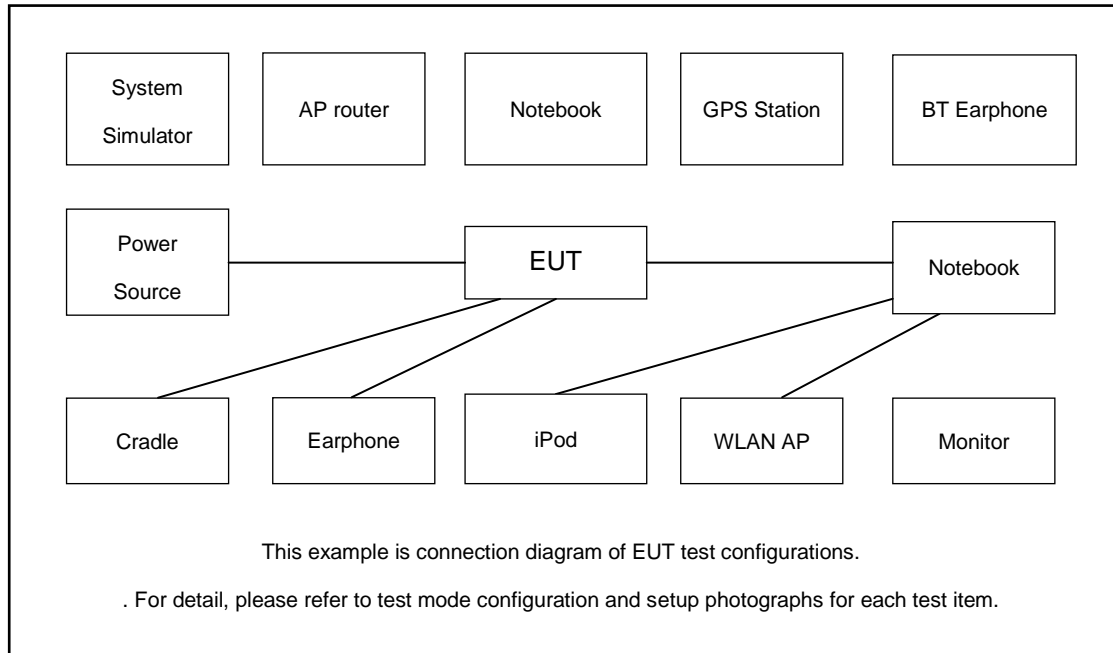 System
Simulator
AP router
Notebook
GPS Station
BT Earphone
Power
Source
EUT
Notebook
Cradle
Earphone
iPod
WLAN AP
Monitor
This example is connection diagram of EUT test configurations.
. For detail, please refer to test mode configuration and setup photographs for each test item.